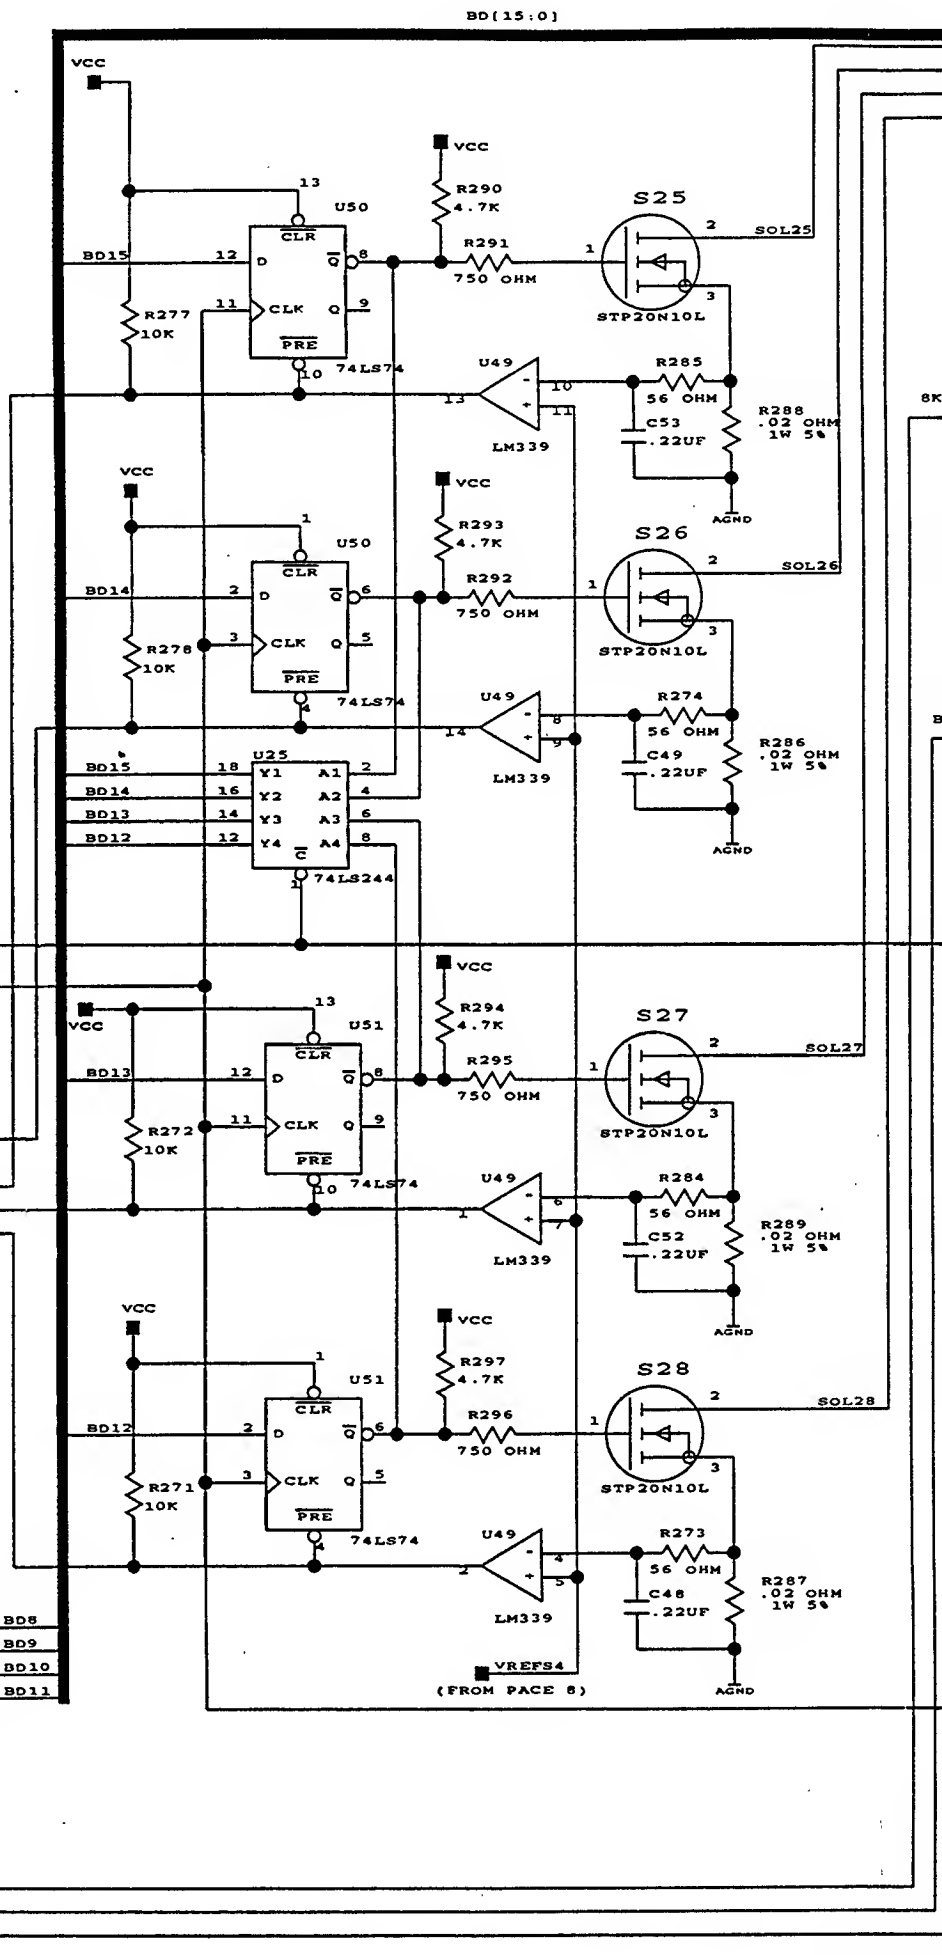 BD[15:0]
VCC
VCC
13
U50
R290
4.7K
S25
CLR
R291
2
SOL25
BD15
12
D
Q
8
750 OHM
1
11
CLK
Q
9
3
R277
10K
STP20N10L
PRE
10
74LS74
U49
R285
13
-
10
56 OHM
+
11
R288
.02 OHM
1W 5%
8K
C53
.22UF
LM339
VCC
VCC
AGND
1
U50
R293
4.7K
S26
CLR
R292
2
SOL26
BD14
2
D
Q
6
750 OHM
1
3
CLK
Q
5
3
R278
10K
STP20N10L
PRE
4
74LS74
U49
R274
14
-
8
56 OHM
+
9
R286
.02 OHM
1W 5%
B
U25
C49
.22UF
LM339
BD15
18
Y1
A1
2
BD14
16
Y2
A2
4
BD13
14
Y3
A3
6
BD12
12
Y4
A4
8
G
1
74LS244
AGND
VCC
VCC
13
U51
R294
4.7K
S27
CLR
R295
2
SOL27
BD13
12
D
Q
8
750 OHM
1
11
CLK
Q
9
3
R272
10K
STP20N10L
PRE
10
74LS74
U49
R284
1
-
6
56 OHM
+
7
R289
.02 OHM
1W 5%
C52
.22UF
LM339
VCC
VCC
AGND
1
U51
R297
4.7K
S28
CLR
R296
2
SOL28
BD12
2
D
Q
6
750 OHM
1
3
CLK
Q
5
3
R271
10K
STP20N10L
PRE
4
74LS74
U49
R273
2
-
4
56 OHM
+
5
R287
.02 OHM
1W 5%
C48
.22UF
LM339
BD8
BD9
BD10
BD11
VREFS4
(FROM PAGE 8)
AGND